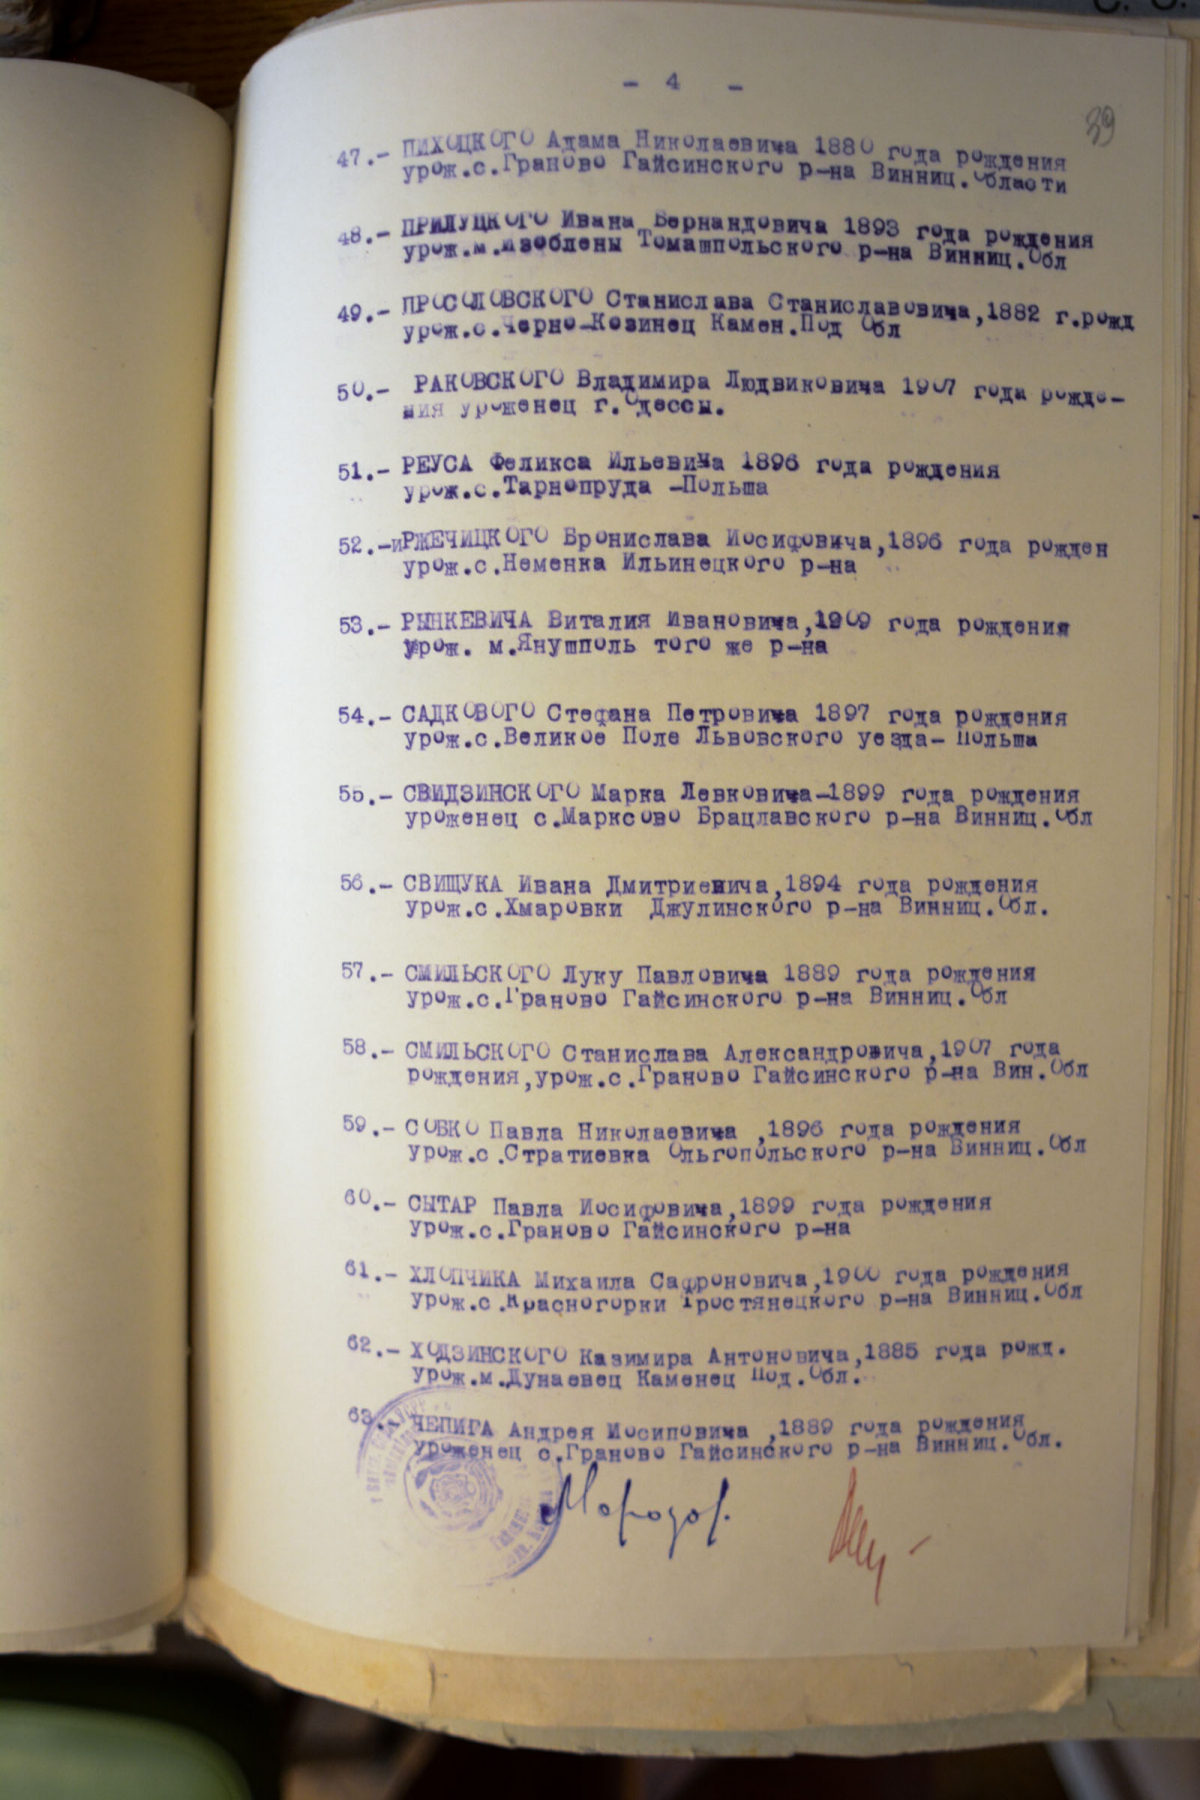 - 4 -
39
47.- ПИХОЦКОГО Адама Николаевича 1880 года рождения
урож.с.Граново Гайсинского р-на Винниц.Области
48.- ПРИЛУЦКОГО Ивана Бернандовича 1893 года рождения
урож.м. Томашпольского р-на Винниц.Обл
49.- ПРОСОЛОВСКОГО Станислава Станиславовича,1882 г.рожд
урож.с.Черно-Козинец Камен.Под Обл
50.- РАКОВСКОГО Владимира Людвиковича 1907 года рожде-
ния уроженец г.Одессы.
51.- РЕУСА Феликса Ильевича 1896 года рождения
урож.с.Тарнопруда -Польша
52.-иРЖЕЧИЦКОГО Бронислава Иосифовича,1896 года рожден
урож.с.Неменка Ильинецкого р-на
53.- РЫНКЕВИЧА Виталия Ивановича,1909 года рождения
урож. м.Янушполь того же р-на
54.- САДКОВОГО Стефана Петровича 1897 года рождения
урож.с.Великое Поле Львовского уезда- Польша
55.- СВИДЗИНСКОГО Марка Левковича-1899 года рождения
уроженец с.Марксово Брацлавского р-на Винниц.Обл
56.- СВИЩУКА Ивана Дмитриевича,1894 года рождения
урож.с.Хмаровки Джулинского р-на Винниц.Обл.
57.- СМИЛЬСКОГО Луку Павловича 1889 года рождения
урож.с.Граново Гайсинского р-на Винниц.Обл
58.- СМИЛЬСКОГО Станислава Александровича,1907 года
рождения,урож.с.Граново Гайсинского р-на Вин.Обл
59.- СОБКО Павла Николаевича ,1896 года рождения
урож.с.Стратиевка Ольгопольского р-на Винниц.Обл
60.- СЫТАР Павла Иосифовича,1899 года рождения
урож.с.Граново Гайсинского р-на
61.- ХЛОПЧИКА Михаила Сафроновича,1900 года рождения
урож.с.Красногорки Тростянецкого р-на Винниц.Обл
62.- ХОДЗИНСКОГО Казимира Антоновича,1885 года рожд.
урож.м.Дунаевец Каменец Под.Обл.
63.- ЧЕПИГА Андрея Иосиповича ,1889 года рождения
уроженец с.Граново Гайсинского р-на Винниц.Обл.